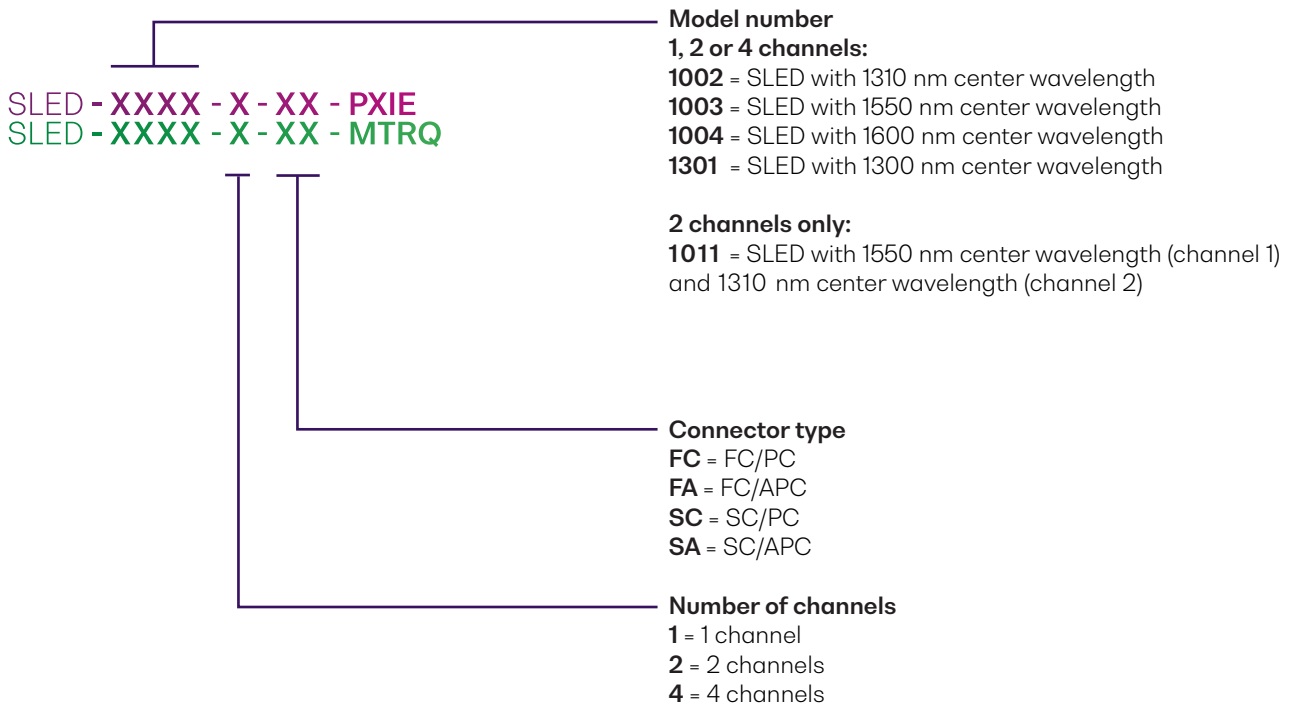 SLED - XXXX - X - XX - PXIE
SLED - XXXX - X - XX - MTRQ
Model number
1, 2 or 4 channels:
1002 = SLED with 1310 nm center wavelength
1003 = SLED with 1550 nm center wavelength
1004 = SLED with 1600 nm center wavelength
1301 = SLED with 1300 nm center wavelength
2 channels only:
1011 = SLED with 1550 nm center wavelength (channel 1)
and 1310 nm center wavelength (channel 2)
Connector type
FC = FC/PC
FA = FC/APC
SC = SC/PC
SA = SC/APC
Number of channels
1 = 1 channel
2 = 2 channels
4 = 4 channels